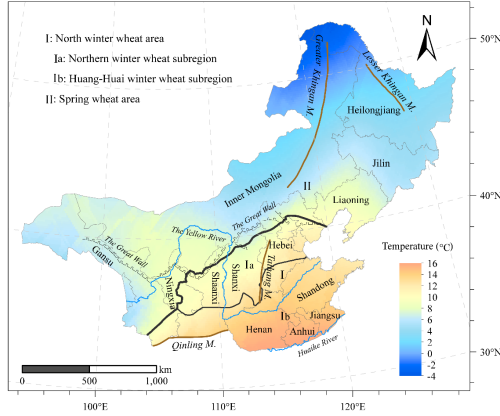 I: North winter wheat area
Ia: Northern winter wheat subregion
Ib: Huang-Huai winter wheat subregion
II: Spring wheat area
N
50°N
40°N
30°N
Greater Khingan M.
Lesser Khingan M.
Heilongjiang
Jilin
Inner Mongolia
II
Liaoning
The Great Wall
The Yellow River
The Great Wall
Gansu
Ningxia
Shaanxi
Shanxi
Ia
Hebei
Taihang M.
I
Shandong
Ib
Jiangsu
Henan
Anhui
Qinling M.
Huaihe River
Temperature (°C)
16
14
12
10
8
6
4
2
0
-2
-4
0
500
1,000
km
100°E
110°E
120°E